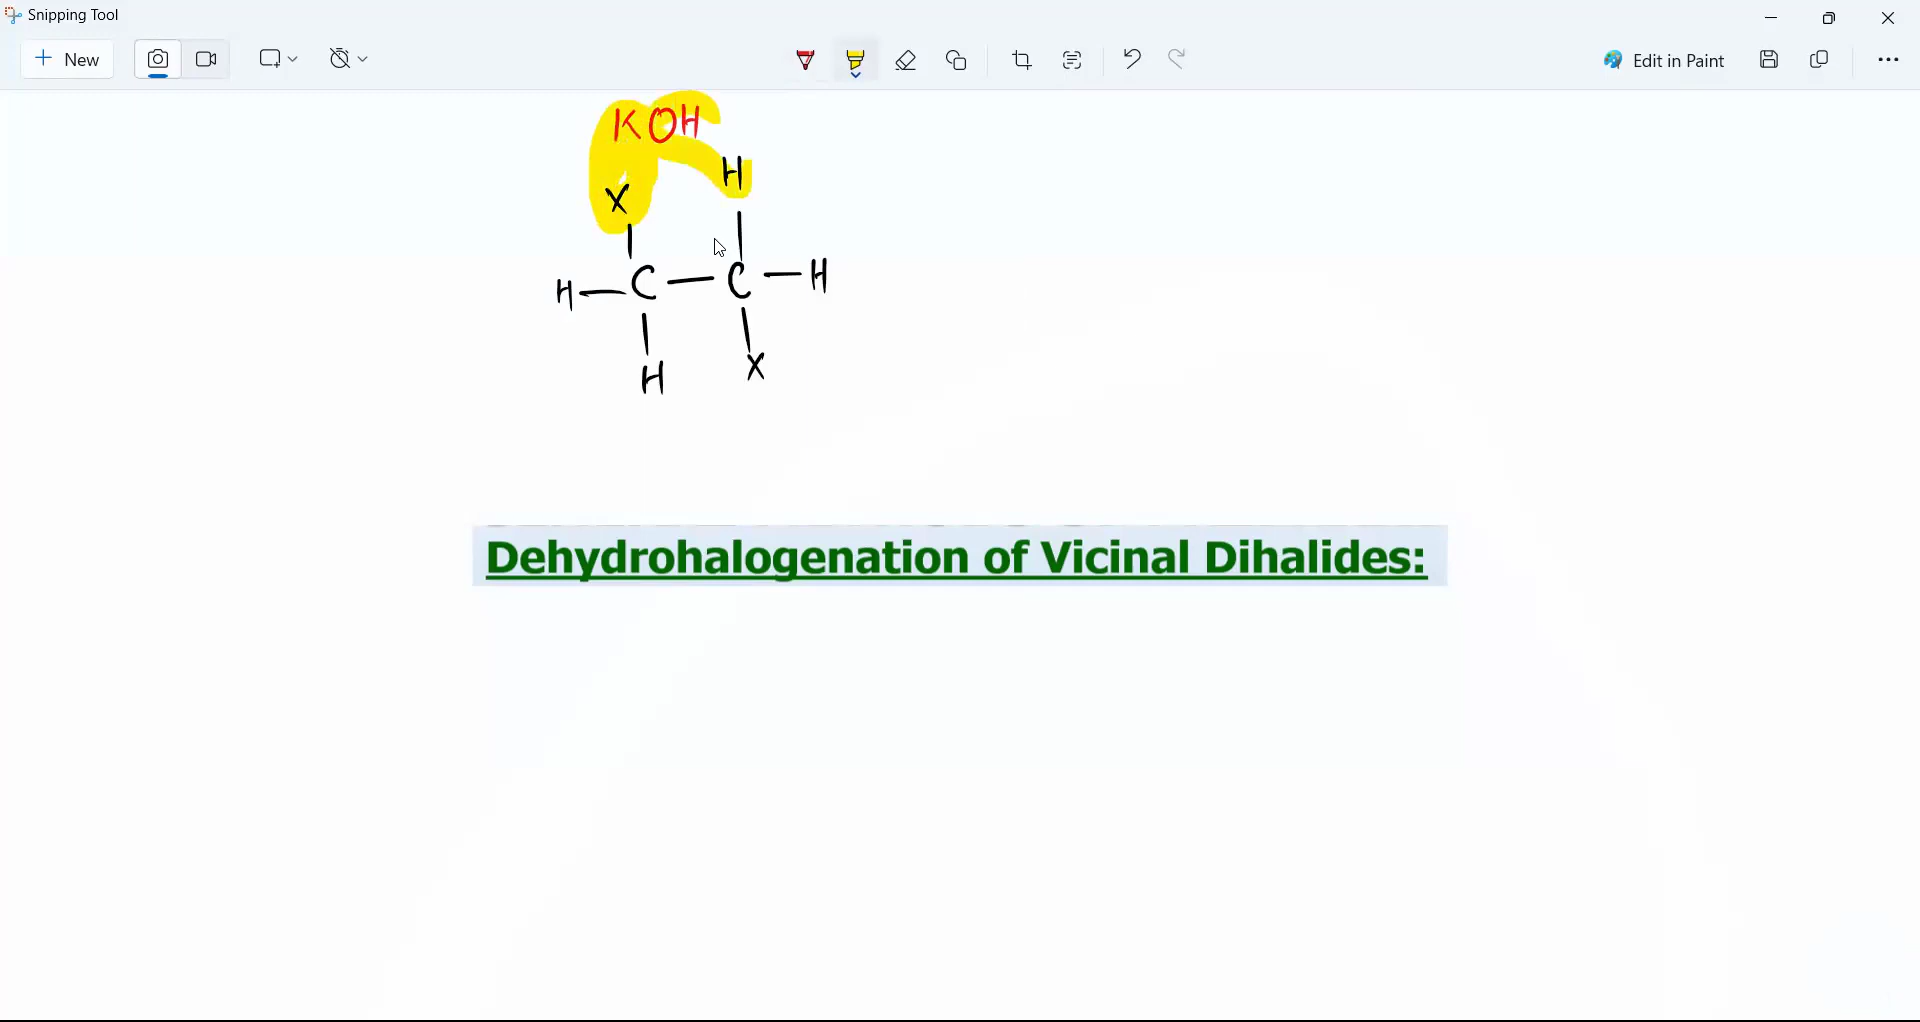 Snipping Tool
New
Edit in Paint
KOH
X H
H—C—C—H
H X
Dehydrohalogenation of Vicinal Dihalides: